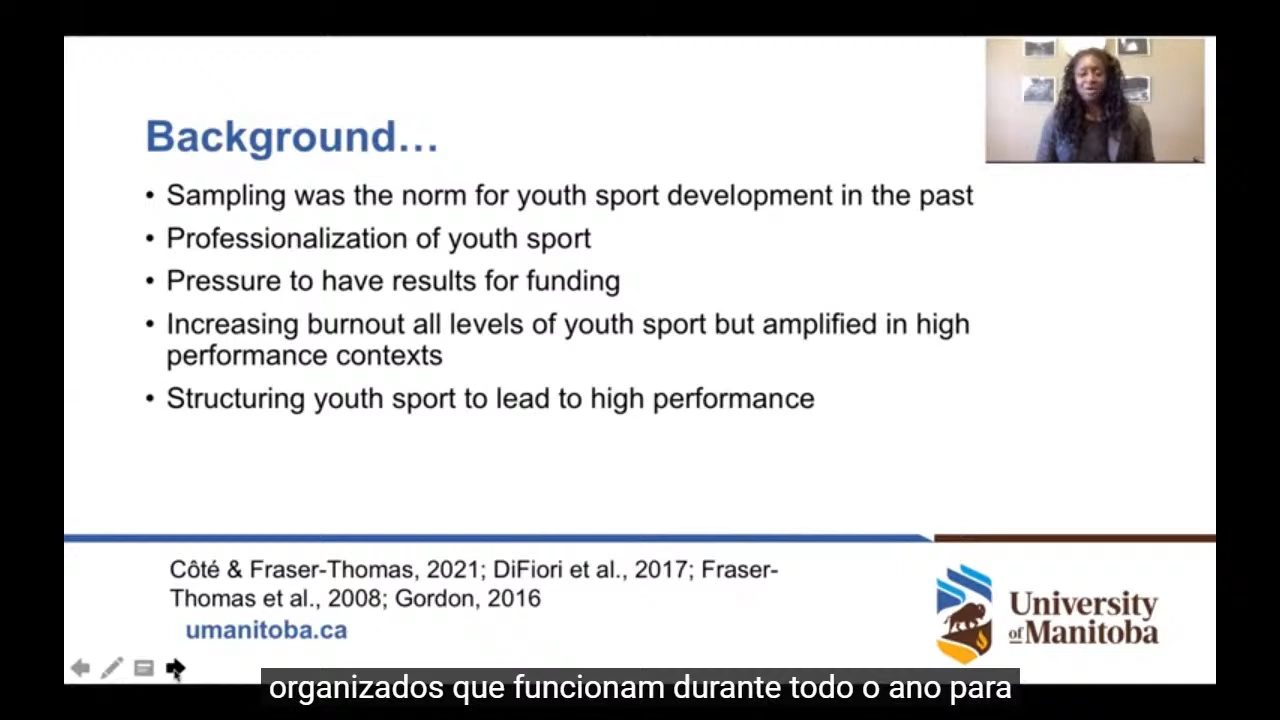 Background…
• Sampling was the norm for youth sport development in the past
• Professionalization of youth sport
• Pressure to have results for funding
• Increasing burnout all levels of youth sport but amplified in high
performance contexts
• Structuring youth sport to lead to high performance
Côté & Fraser-Thomas, 2021; DiFiori et al., 2017; Fraser-
Thomas et al., 2008; Gordon, 2016
umanitoba.ca
University
of Manitoba
organizados que funcionam durante todo o ano para